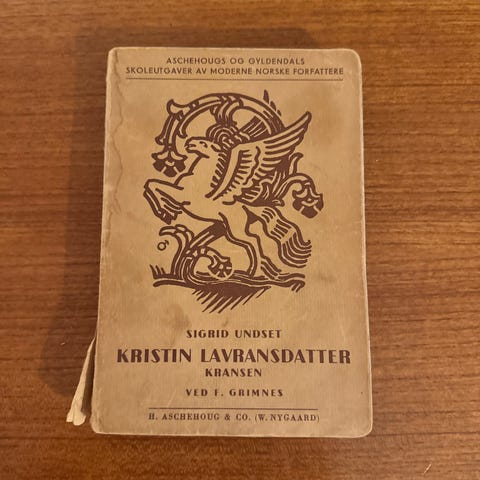 ASCHEHOUGS OG GYLDENDALS
SKOLEUTGAVER AV MODERNE NORSKE FORFATTERE
SIGRID UNDSET
KRISTIN LAVRANSDATTER
KRANSEN
VED F. GRIMNES
H. ASCHEHOUG & CO. (W. NYGAARD)